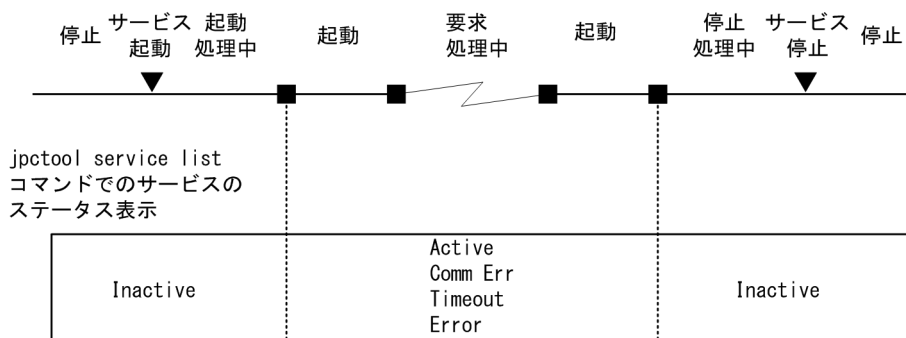 停止
サービス
起動
起動
処理中
起動
要求
処理中
起動
停止
処理中
サービス
停止
停止
jpctool service list
コマンドでのサービスの
ステータス表示
Inactive
Active
Comm Err
Timeout
Error
Inactive